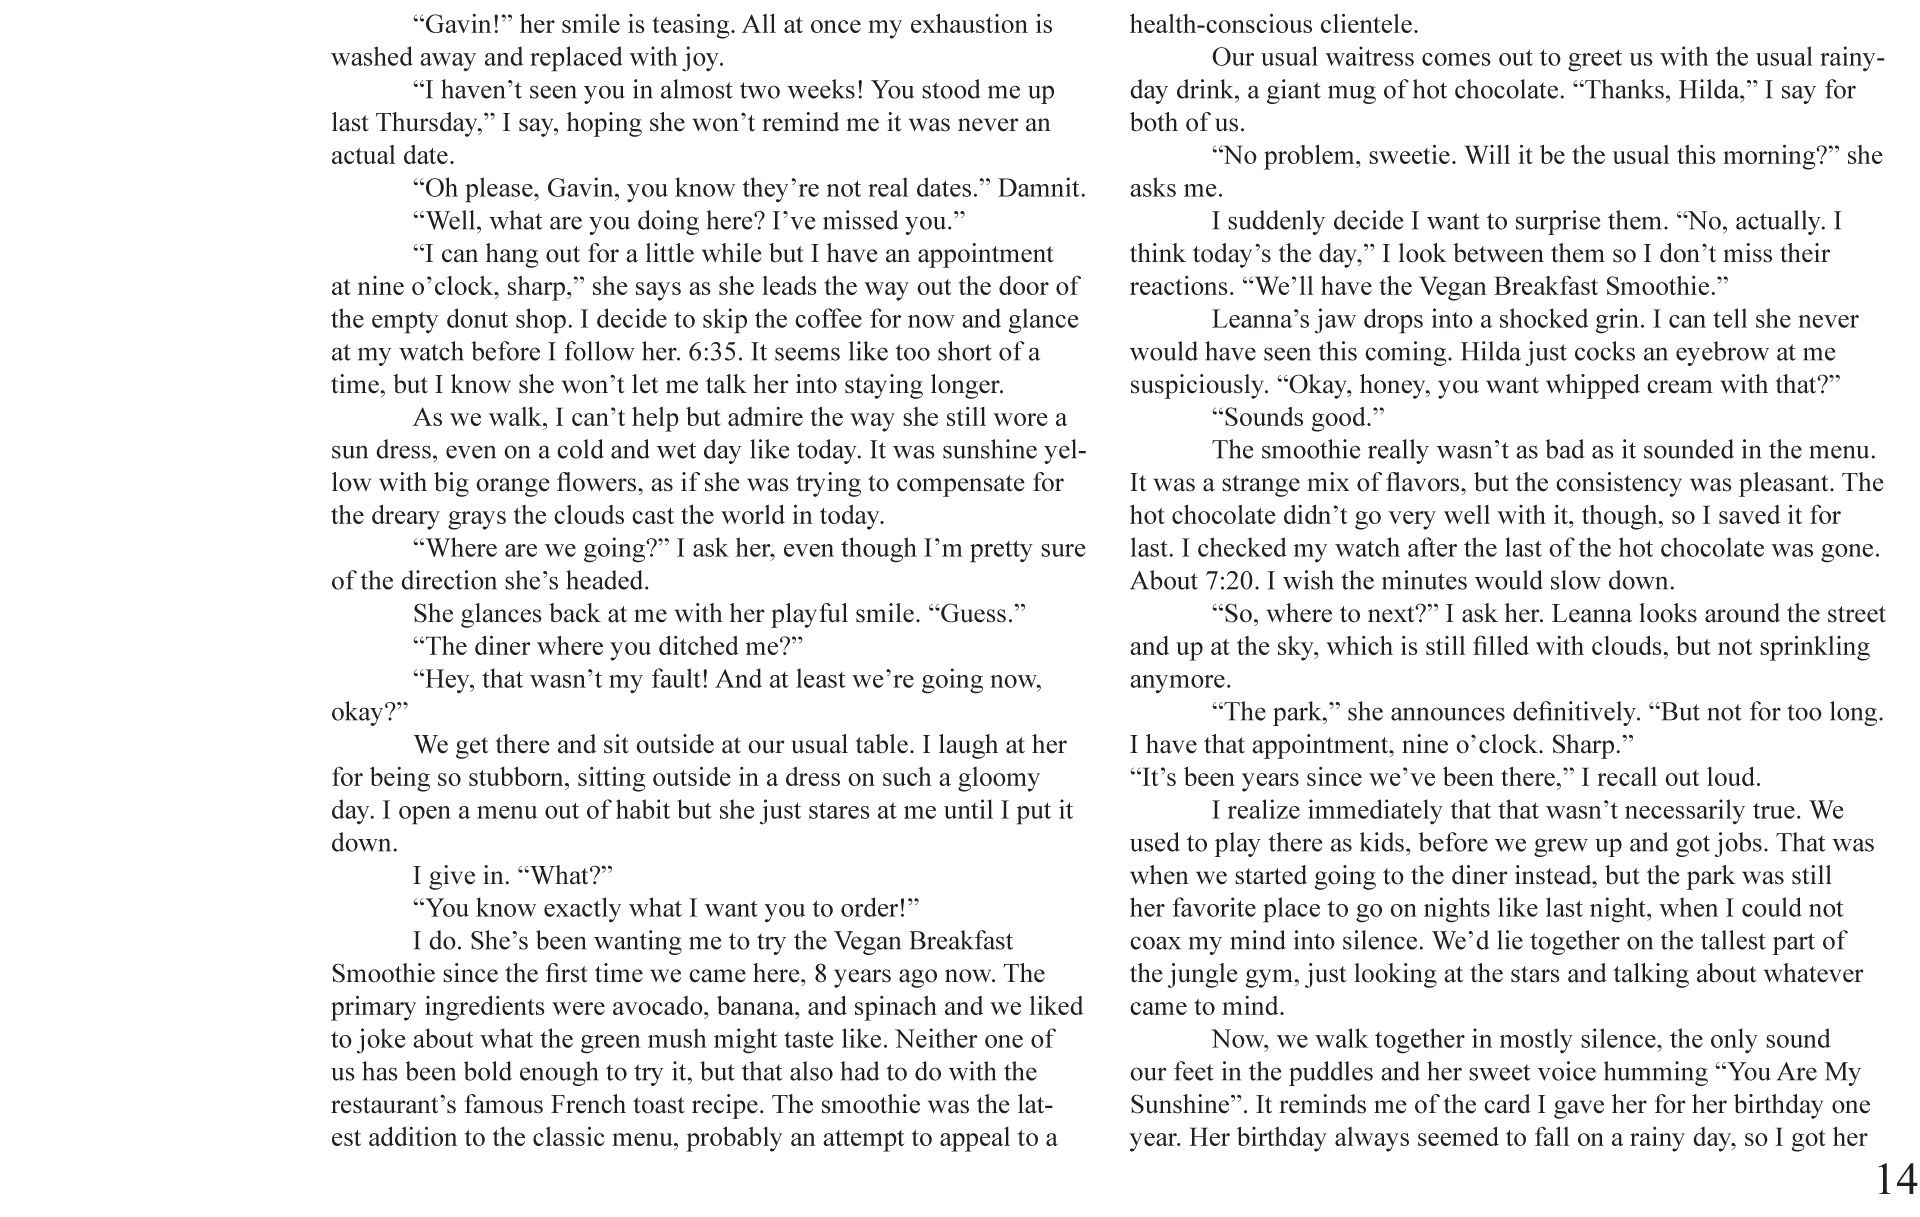 “Gavin!” her smile is teasing. All at once my exhaustion is
washed away and replaced with joy.
“I haven’t seen you in almost two weeks! You stood me up
last Thursday,” I say, hoping she won’t remind me it was never an
actual date.
“Oh please, Gavin, you know they’re not real dates.” Damnit.
“Well, what are you doing here? I’ve missed you.”
“I can hang out for a little while but I have an appointment
at nine o’clock, sharp,” she says as she leads the way out the door of
the empty donut shop. I decide to skip the coffee for now and glance
at my watch before I follow her. 6:35. It seems like too short of a
time, but I know she won’t let me talk her into staying longer.
As we walk, I can’t help but admire the way she still wore a
sun dress, even on a cold and wet day like today. It was sunshine yel-
low with big orange flowers, as if she was trying to compensate for
the dreary grays the clouds cast the world in today.
“Where are we going?” I ask her, even though I’m pretty sure
of the direction she’s headed.
She glances back at me with her playful smile. “Guess.”
“The diner where you ditched me?”
“Hey, that wasn’t my fault! And at least we’re going now,
okay?”
We get there and sit outside at our usual table. I laugh at her
for being so stubborn, sitting outside in a dress on such a gloomy
day. I open a menu out of habit but she just stares at me until I put it
down.
I give in. “What?”
“You know exactly what I want you to order!”
I do. She’s been wanting me to try the Vegan Breakfast
Smoothie since the first time we came here, 8 years ago now. The
primary ingredients were avocado, banana, and spinach and we liked
to joke about what the green mush might taste like. Neither one of
us has been bold enough to try it, but that also had to do with the
restaurant’s famous French toast recipe. The smoothie was the lat-
est addition to the classic menu, probably an attempt to appeal to a
health-conscious clientele.
Our usual waitress comes out to greet us with the usual rainy-
day drink, a giant mug of hot chocolate. “Thanks, Hilda,” I say for
both of us.
“No problem, sweetie. Will it be the usual this morning?” she
asks me.
I suddenly decide I want to surprise them. “No, actually. I
think today’s the day,” I look between them so I don’t miss their
reactions. “We’ll have the Vegan Breakfast Smoothie.”
Leanna’s jaw drops into a shocked grin. I can tell she never
would have seen this coming. Hilda just cocks an eyebrow at me
suspiciously. “Okay, honey, you want whipped cream with that?”
“Sounds good.”
The smoothie really wasn’t as bad as it sounded in the menu.
It was a strange mix of flavors, but the consistency was pleasant. The
hot chocolate didn’t go very well with it, though, so I saved it for
last. I checked my watch after the last of the hot chocolate was gone.
About 7:20. I wish the minutes would slow down.
“So, where to next?” I ask her. Leanna looks around the street
and up at the sky, which is still filled with clouds, but not sprinkling
anymore.
“The park,” she announces definitively. “But not for too long.
I have that appointment, nine o’clock. Sharp.”
“It’s been years since we’ve been there,” I recall out loud.
I realize immediately that that wasn’t necessarily true. We
used to play there as kids, before we grew up and got jobs. That was
when we started going to the diner instead, but the park was still
her favorite place to go on nights like last night, when I could not
coax my mind into silence. We’d lie together on the tallest part of
the jungle gym, just looking at the stars and talking about whatever
came to mind.
Now, we walk together in mostly silence, the only sound
our feet in the puddles and her sweet voice humming “You Are My
Sunshine”. It reminds me of the card I gave her for her birthday one
year. Her birthday always seemed to fall on a rainy day, so I got her
14